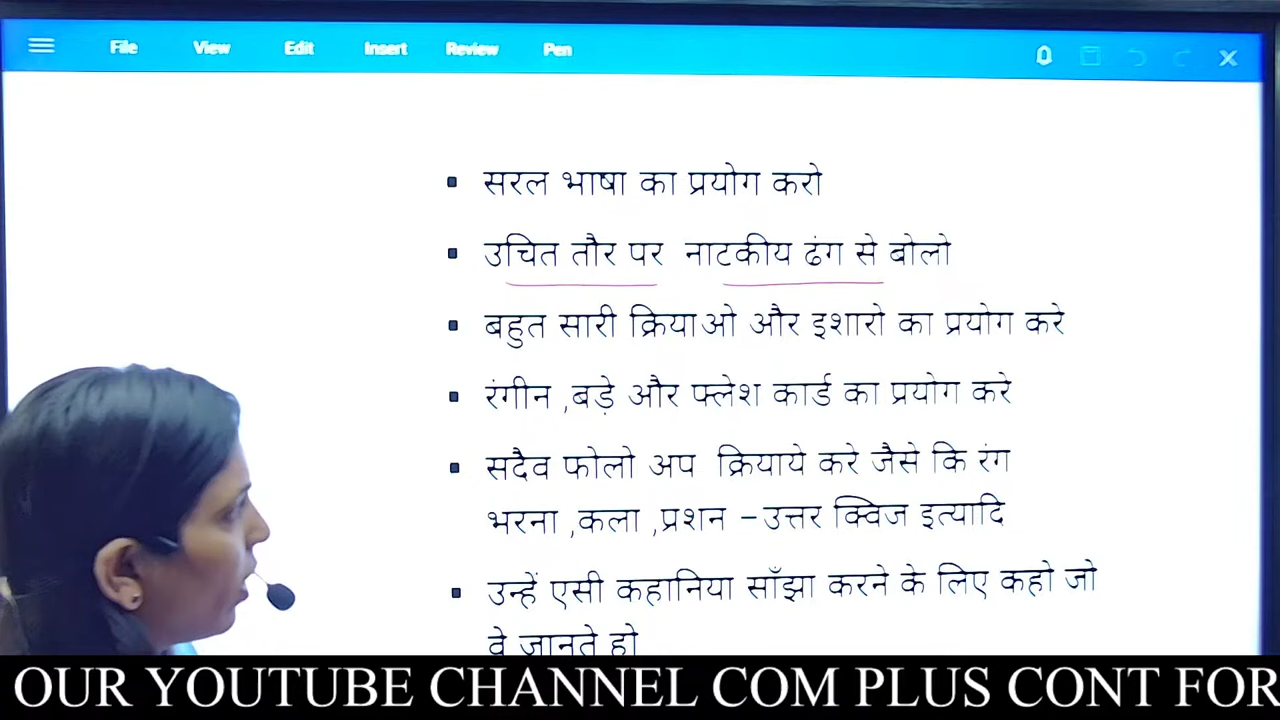 File View Edit Insert Review Pen
▪ सरल भाषा का प्रयोग करो
▪ उचित तौर पर नाटकीय ढंग से बोलो
▪ बहुत सारी क्रियाओ और इशारो का प्रयोग करे
▪ रंगीन ,बड़े और फ्लेश कार्ड का प्रयोग करे
▪ सदैव फोलो अप क्रियाये करे जैसे कि रंग
भरना ,कला ,प्रशन –उत्तर क्विज इत्यादि
▪ उन्हें एसी कहानिया साँझा करने के लिए कहो जो
वे जानते हो
OUR YOUTUBE CHANNEL COM PLUS CONT FOR